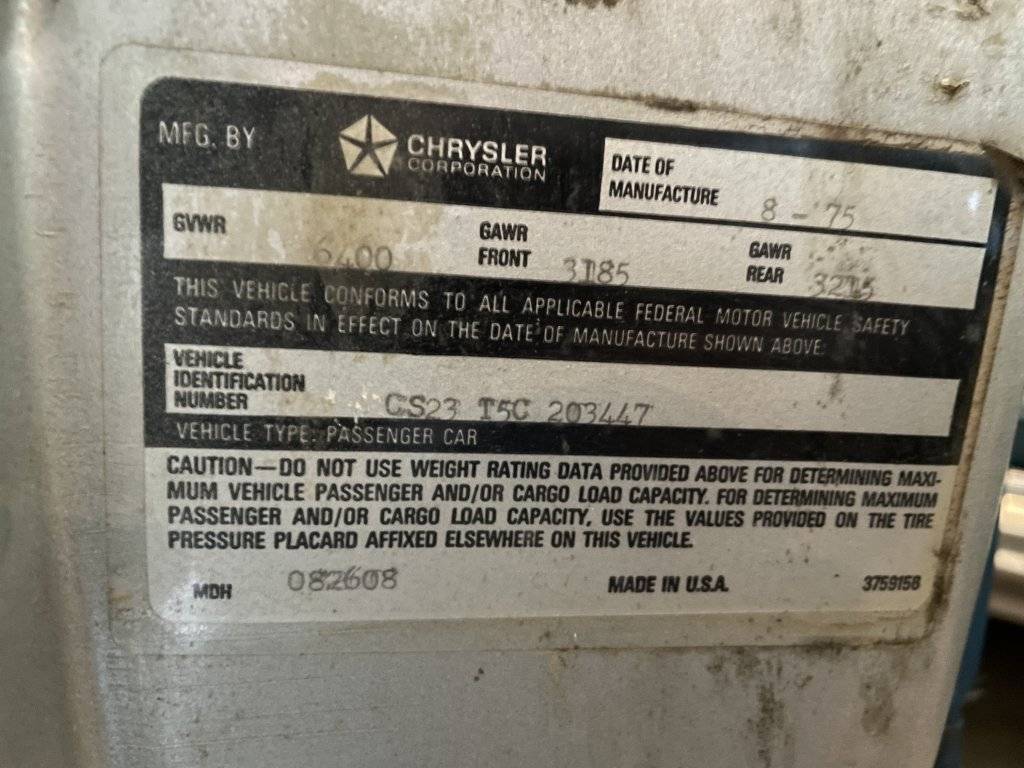 MFG. BY
CHRYSLER
CORPORATION
DATE OF
MANUFACTURE 8 - 75
GVWR 6400
GAWR
FRONT 3185
GAWR
REAR 3215
THIS VEHICLE CONFORMS TO ALL APPLICABLE FEDERAL MOTOR VEHICLE SAFETY
STANDARDS IN EFFECT ON THE DATE OF MANUFACTURE SHOWN ABOVE.
VEHICLE
IDENTIFICATION
NUMBER CS23 T5C 203447
VEHICLE TYPE: PASSENGER CAR
CAUTION—DO NOT USE WEIGHT RATING DATA PROVIDED ABOVE FOR DETERMINING MAXI-
MUM VEHICLE PASSENGER AND/OR CARGO LOAD CAPACITY. FOR DETERMINING MAXIMUM
PASSENGER AND/OR CARGO LOAD CAPACITY, USE THE VALUES PROVIDED ON THE TIRE
PRESSURE PLACARD AFFIXED ELSEWHERE ON THIS VEHICLE.
MDH 082608 MADE IN U.S.A. 3759158